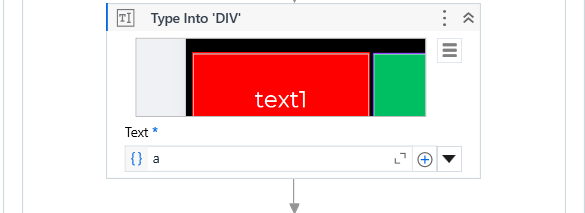 Type Into 'DIV'
text1
Text *
{} a